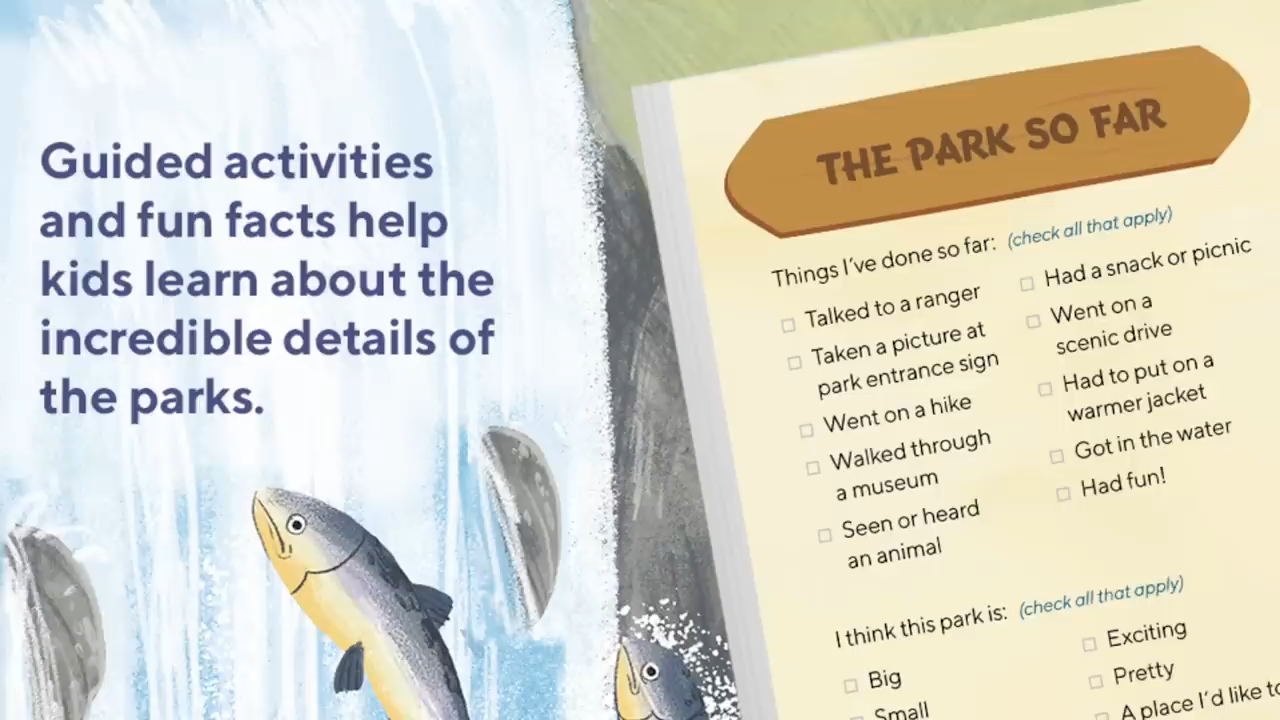 Guided activities
and fun facts help
kids learn about the
incredible details of
the parks.
THE PARK SO FAR
Things I've done so far: (check all that apply)
Talked to a ranger
Taken a picture at
park entrance sign
Went on a hike
Walked through
a museum
Seen or heard
an animal
Had a snack or picnic
Went on a
scenic drive
Had to put on a
warmer jacket
Got in the water
Had fun!
I think this park is: (check all that apply)
Big
Small
Exciting
Pretty
A place I'd like to